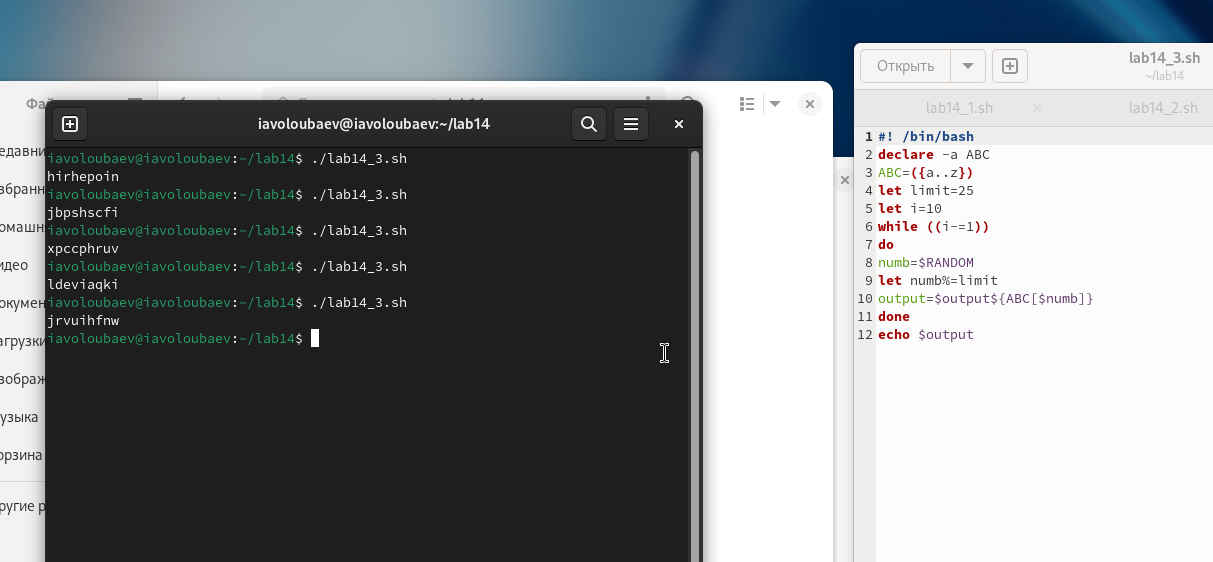 Фай
едавни
збранн
омашн
идео
окумен
агрузки
зображ
узыка
орзина
ругие р
iavoloubaev@iavoloubaev:~/lab14
iavoloubaev@iavoloubaev:~/lab14$ ./lab14_3.sh
hirhepoin
iavoloubaev@iavoloubaev:~/lab14$ ./lab14_3.sh
jbpshscfi
iavoloubaev@iavoloubaev:~/lab14$ ./lab14_3.sh
xpccphruv
iavoloubaev@iavoloubaev:~/lab14$ ./lab14_3.sh
ldeviaqki
iavoloubaev@iavoloubaev:~/lab14$ ./lab14_3.sh
jrvuihfnw
iavoloubaev@iavoloubaev:~/lab14$
Открыть
lab14_3.sh
~/lab14
lab14_1.sh
lab14_2.sh
1 #! /bin/bash
2 declare -a ABC
3 ABC=({a..z})
4 let limit=25
5 let i=10
6 while ((i-=1))
7 do
8 numb=$RANDOM
9 let numb%=limit
10 output=$output${ABC[$numb]}
11 done
12 echo $output